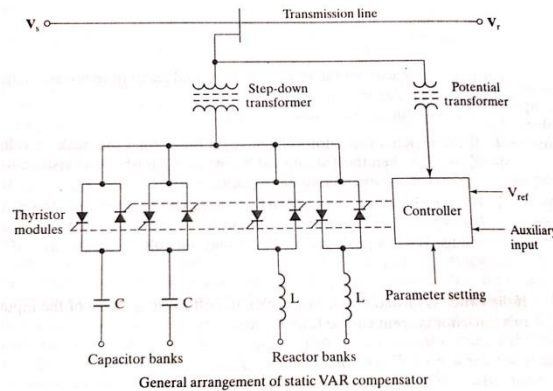 Transmission line
Vs
Vr
Step-down
transformer
Potential
transformer
Thyristor
modules
Controller
Vref
Auxiliary
input
C
C
L
L
Parameter setting
Capacitor banks
Reactor banks
General arrangement of static VAR compensator